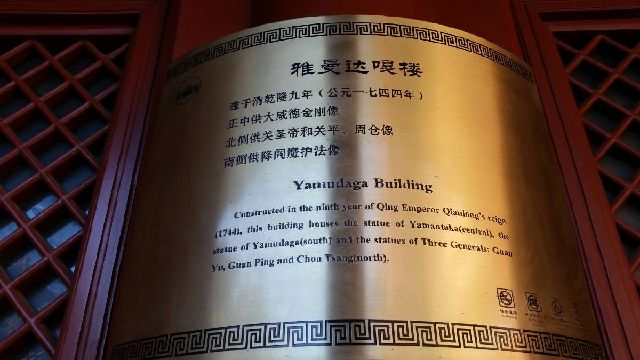 雅曼达嘎楼
建于清乾隆九年（公元一七四四年）
正中供大威德金刚像
北侧供关圣帝和关平、周仓像
南侧供降阎魔护法像
Yamudaga Building
Constructed in the ninth year of Qing Emperor Qianlong's reign
(1744), this building houses the statue of Yamantaka(central), the
statue of Yamudaga(south) and the statues of Three Generals: Guan
Yu, Guan Ping and Chou Tsang(north).